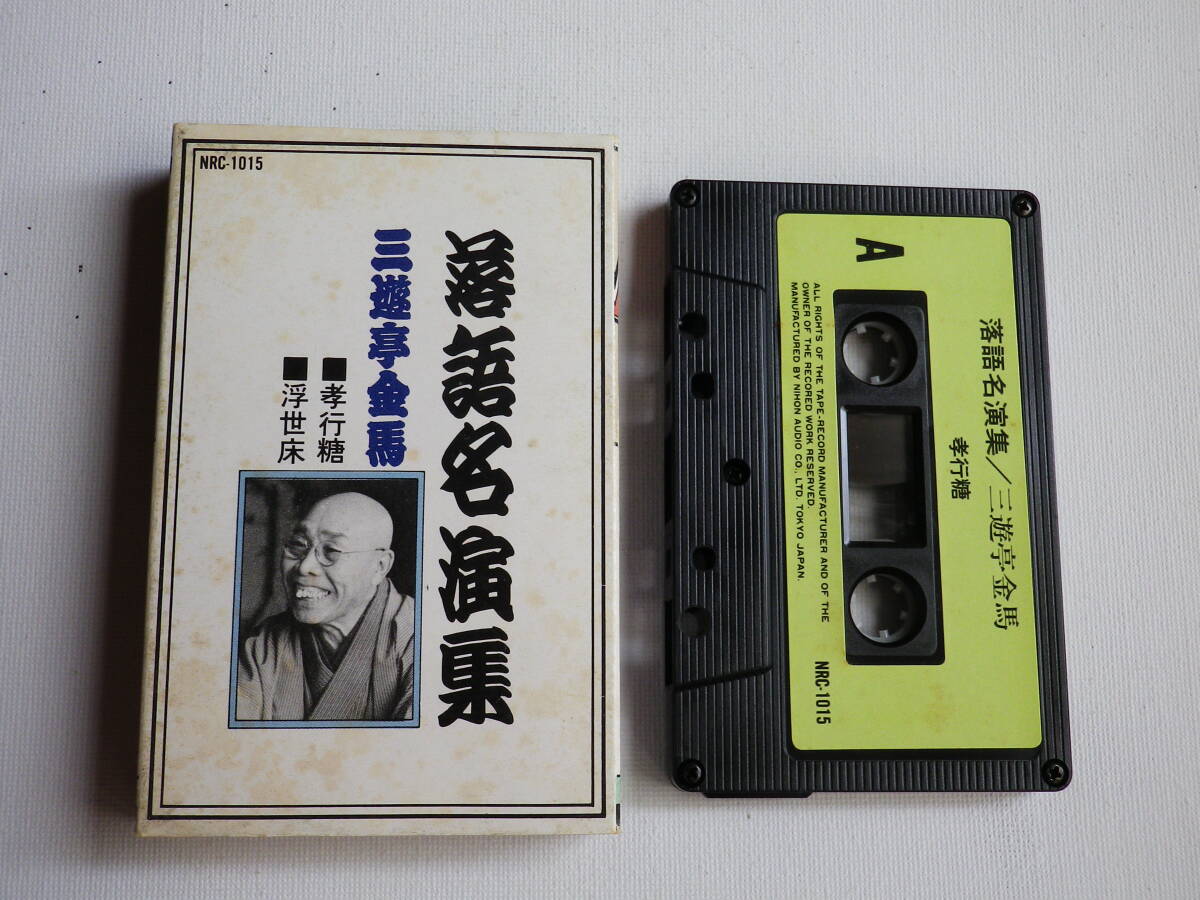 NRC-1015
落語名演集
三遊亭金馬
■孝行糖
■浮世床
A
落語名演集/三遊亭金馬
孝行糖
ALL RIGHTS OF THE TAPE-RECORD MANUFACTURER AND OF THE
OWNER OF THE RECORED WORK RESERVED.
MANUFACTURED BY NIHON AUDIO CO., LTD. TOKYO JAPAN.
NRC-1015